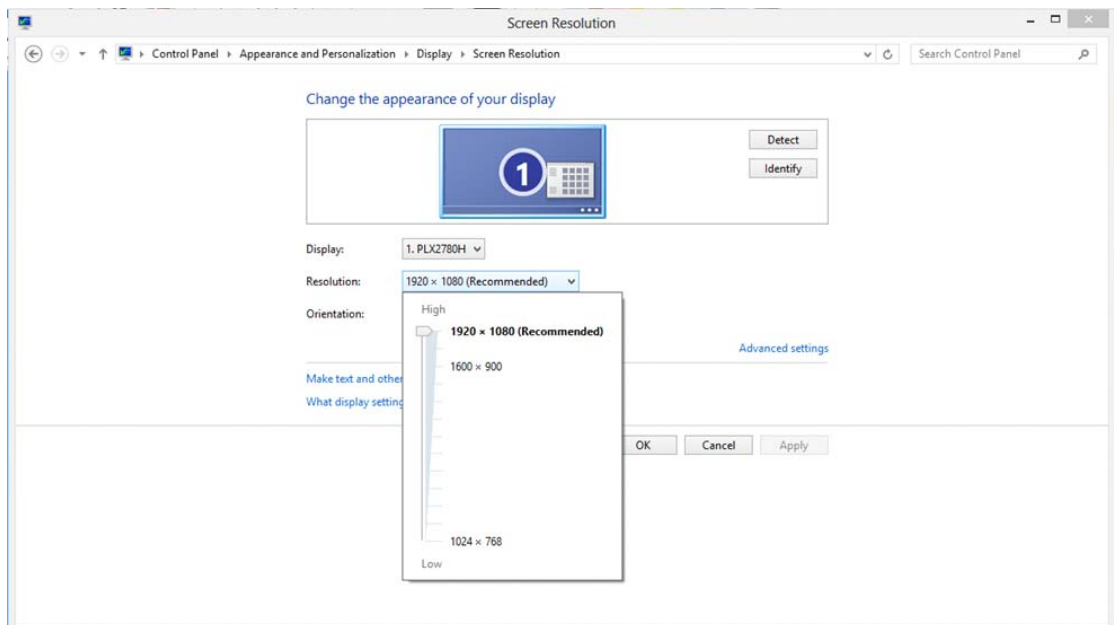 Screen Resolution
Control Panel Appearance and Personalization Display Screen Resolution
Search Control Panel
Change the appearance of your display
1
Detect
Identify
Display: 1. PLX2780H
Resolution: 1920 × 1080 (Recommended)
Orientation:
High
1920 × 1080 (Recommended)
1600 × 900
1024 × 768
Low
Advanced settings
Make text and other
What display setting
OK Cancel Apply